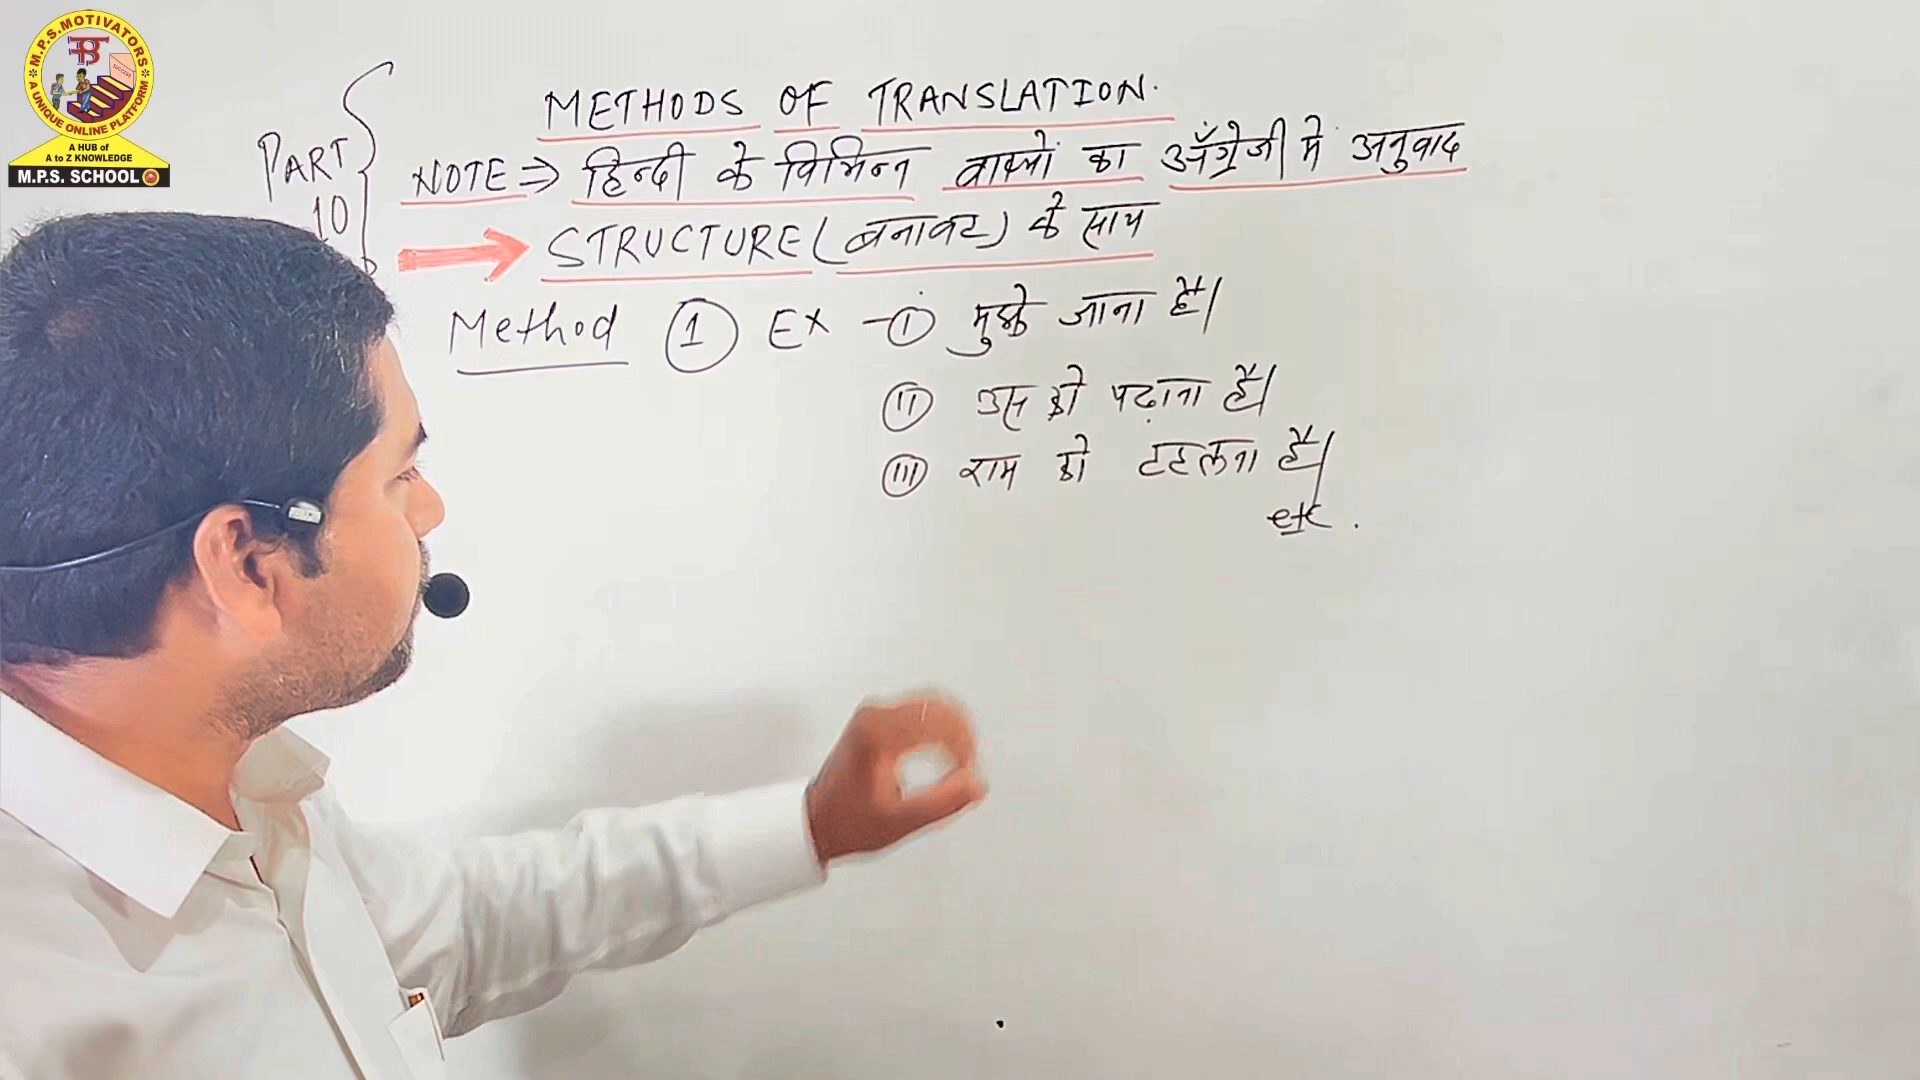 M.P.S. MOTIVATORS
SUCCESS
A UNIQUE ONLINE PLATFORM
A HUB of
A to Z KNOWLEDGE
M.P.S. SCHOOL
PART
10
METHODS OF TRANSLATION.
NOTE ⇒ हिन्दी के विभिन्न वाक्यों का अँग्रेजी में अनुवाद
STRUCTURE (बनावट) के साथ
Method ① Ex - ⓘ मुझे जाना है।
(ii) उस को पढ़ाना है।
(iii) राम को टहलना है।
etc.